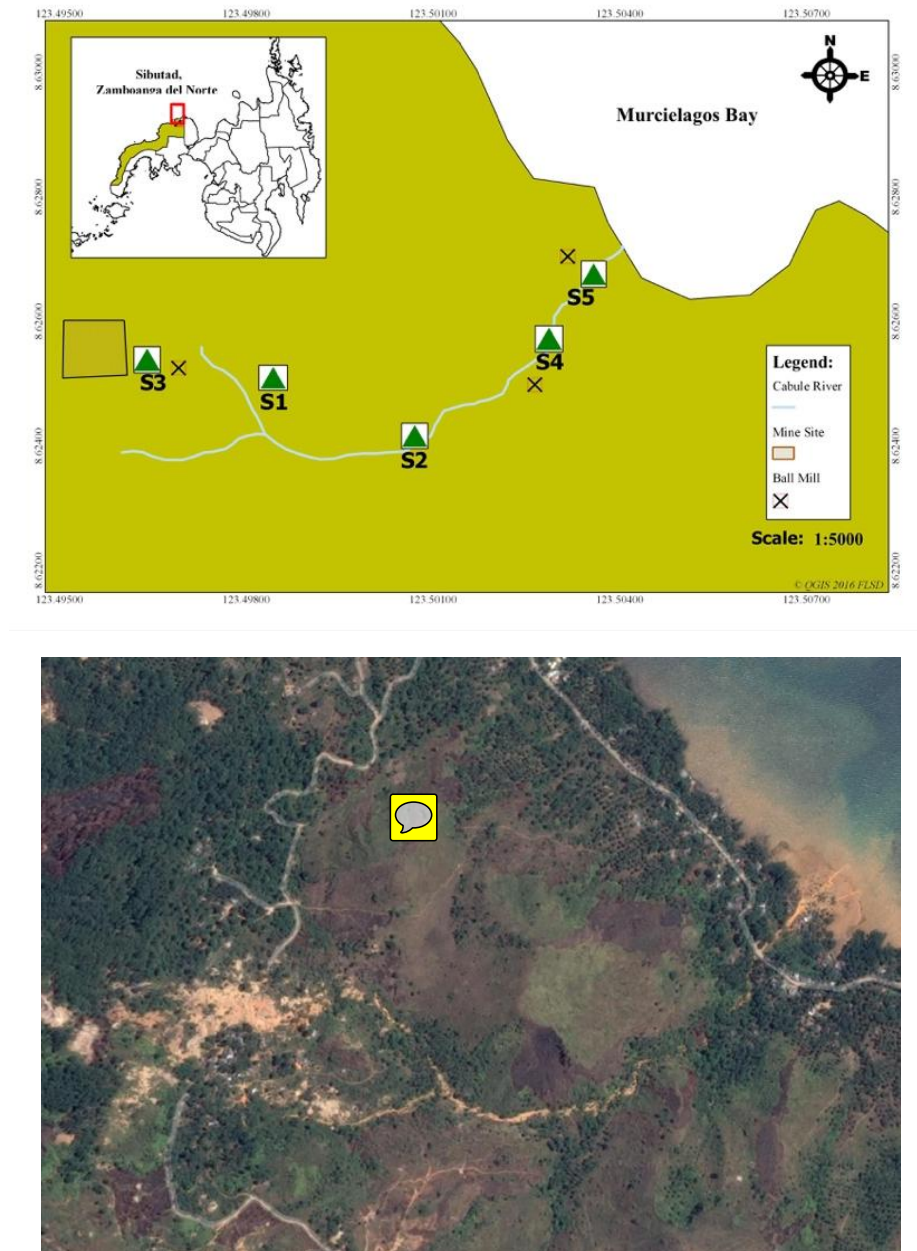 123.49500 123.49800 123.50100 123.50400 123.50700
8.63000 8.62800 8.62600 8.62400 8.62200
Sibutad,
Zamboanga del Norte
N
E
Murcielagos Bay
8.63000 8.62800 8.62600 8.62400 8.62200
S5
S4
S3
S1
S2
Legend:
Cabule River
Mine Site
Ball Mill
Scale: 1:5000
© QGIS 2016 FLSD
123.49500 123.49800 123.50100 123.50400 123.50700